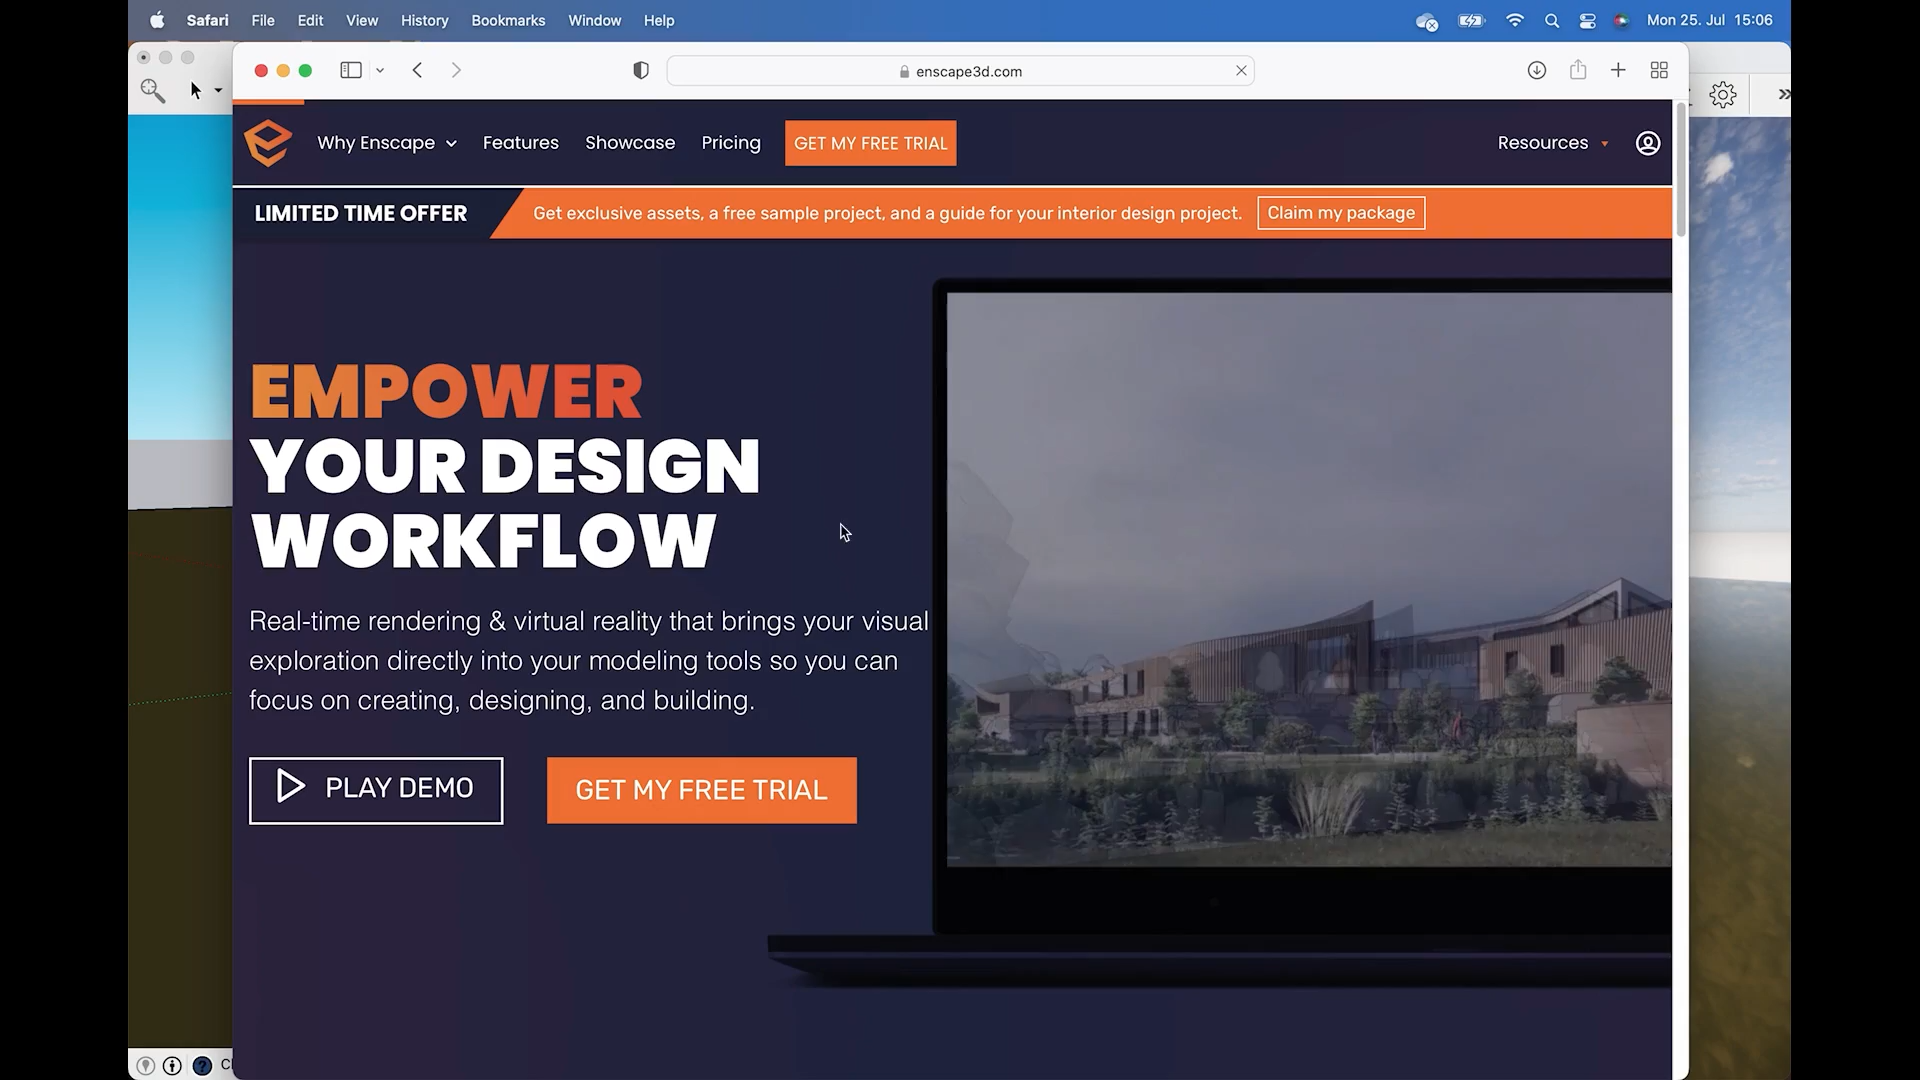 Safari File Edit View History Bookmarks Window Help Mon 25. Jul 15:06
enscape3d.com
Why Enscape Features Showcase Pricing GET MY FREE TRIAL Resources
LIMITED TIME OFFER Get exclusive assets, a free sample project, and a guide for your interior design project. Claim my package
EMPOWER
YOUR DESIGN
WORKFLOW
Real-time rendering & virtual reality that brings your visual
exploration directly into your modeling tools so you can
focus on creating, designing, and building.
PLAY DEMO GET MY FREE TRIAL